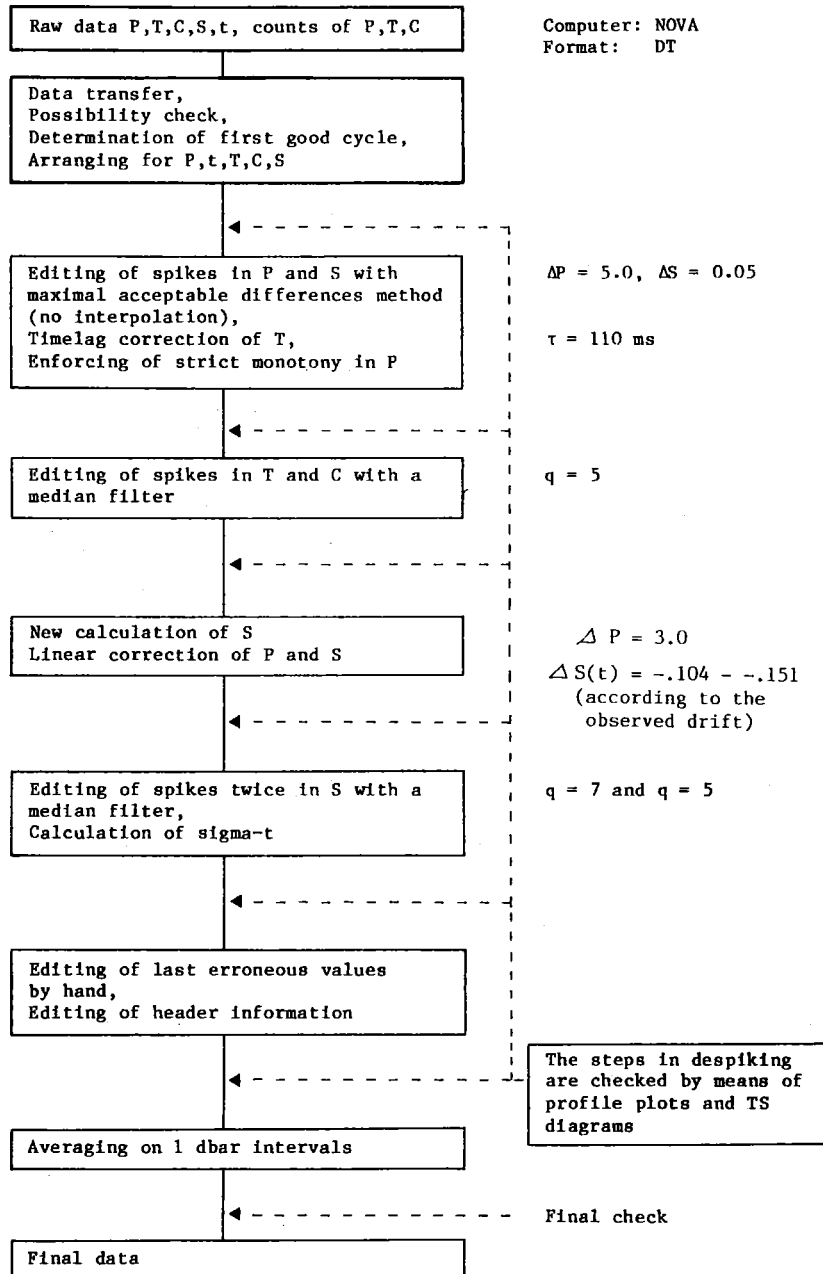 Raw data P,T,C,S,t, counts of P,T,C
Computer: NOVA
Format: DT
Data transfer,
Possibility check,
Determination of first good cycle,
Arranging for P,t,T,C,S
Editing of spikes in P and S with
maximal acceptable differences method
(no interpolation),
Timelag correction of T,
Enforcing of strict monotony in P
ΔP = 5.0, ΔS = 0.05
τ = 110 ms
Editing of spikes in T and C with a
median filter
q = 5
New calculation of S
Linear correction of P and S
Δ P = 3.0
Δ S(t) = -.104 - -.151
(according to the
observed drift)
Editing of spikes twice in S with a
median filter,
Calculation of sigma-t
q = 7 and q = 5
Editing of last erroneous values
by hand,
Editing of header information
The steps in despiking
are checked by means of
profile plots and TS
diagrams
Averaging on 1 dbar intervals
Final check
Final data